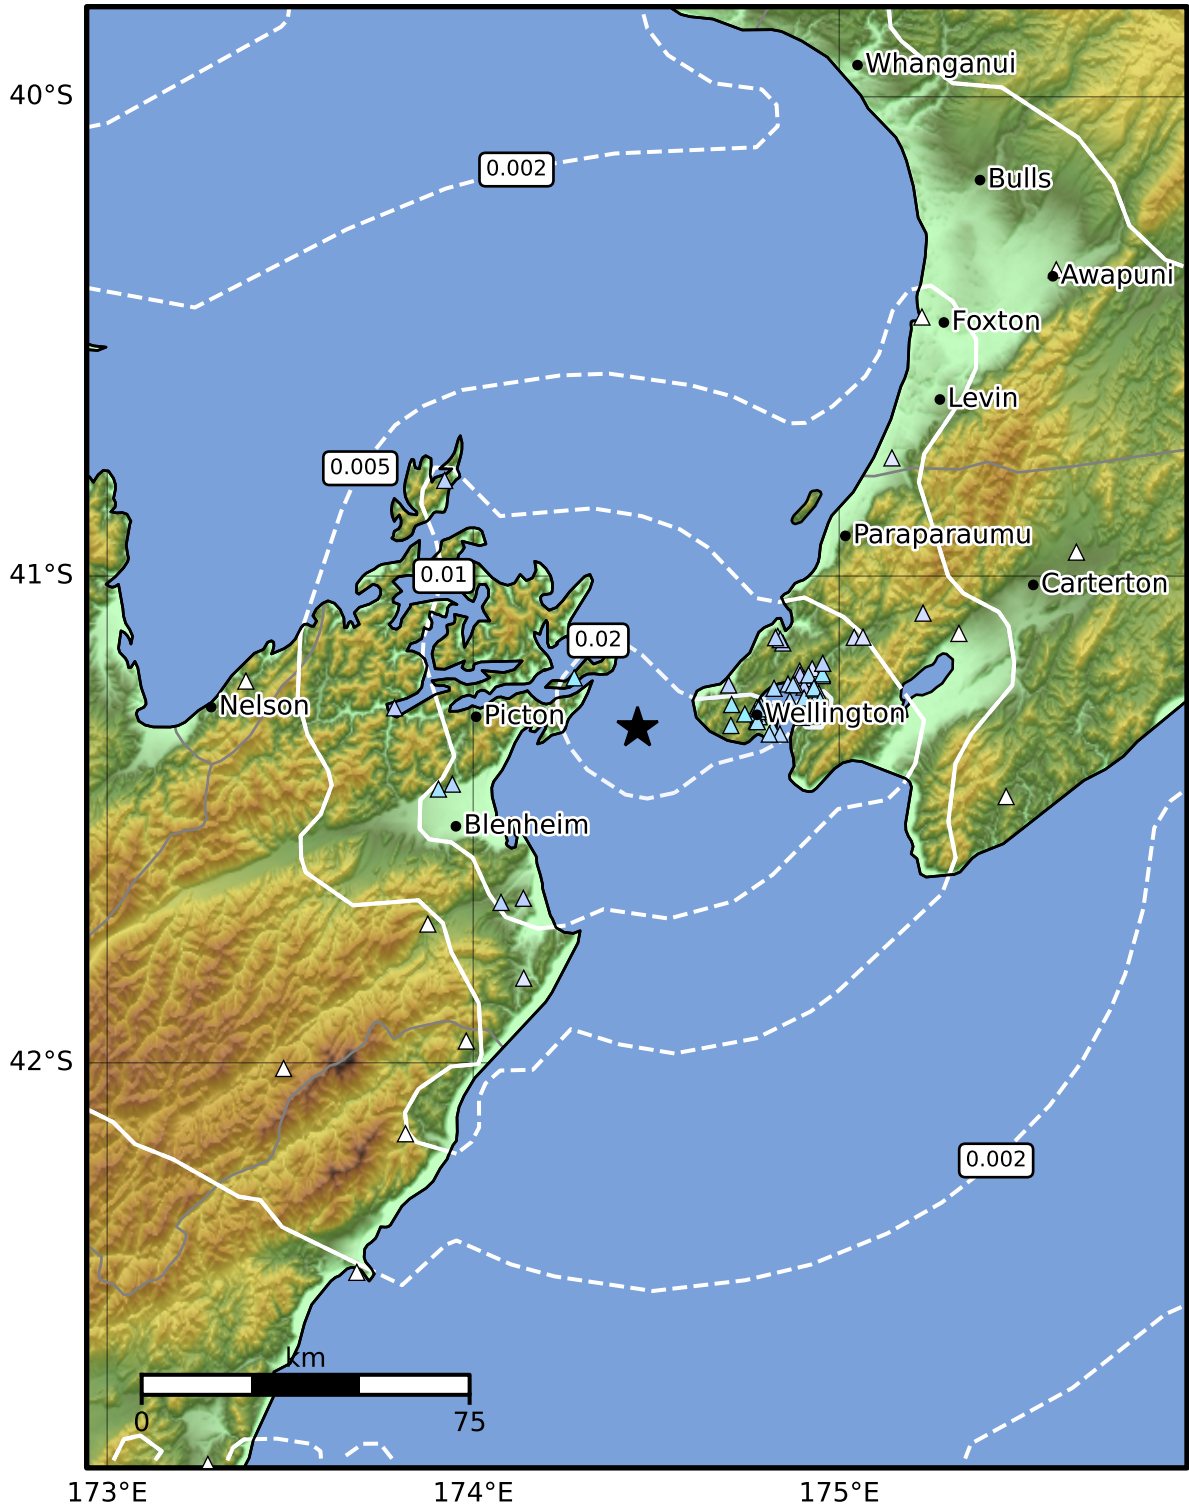 Whanganui
40°S
0.002
Bulls
Awapuni
Foxton
Levin
0.005
Paraparaumu
0.01
41°S
Carterton
0.02
Nelson
Picton
Wellington
Blenheim
42°S
0.002
km
0
75
173°E
174°E
175°E